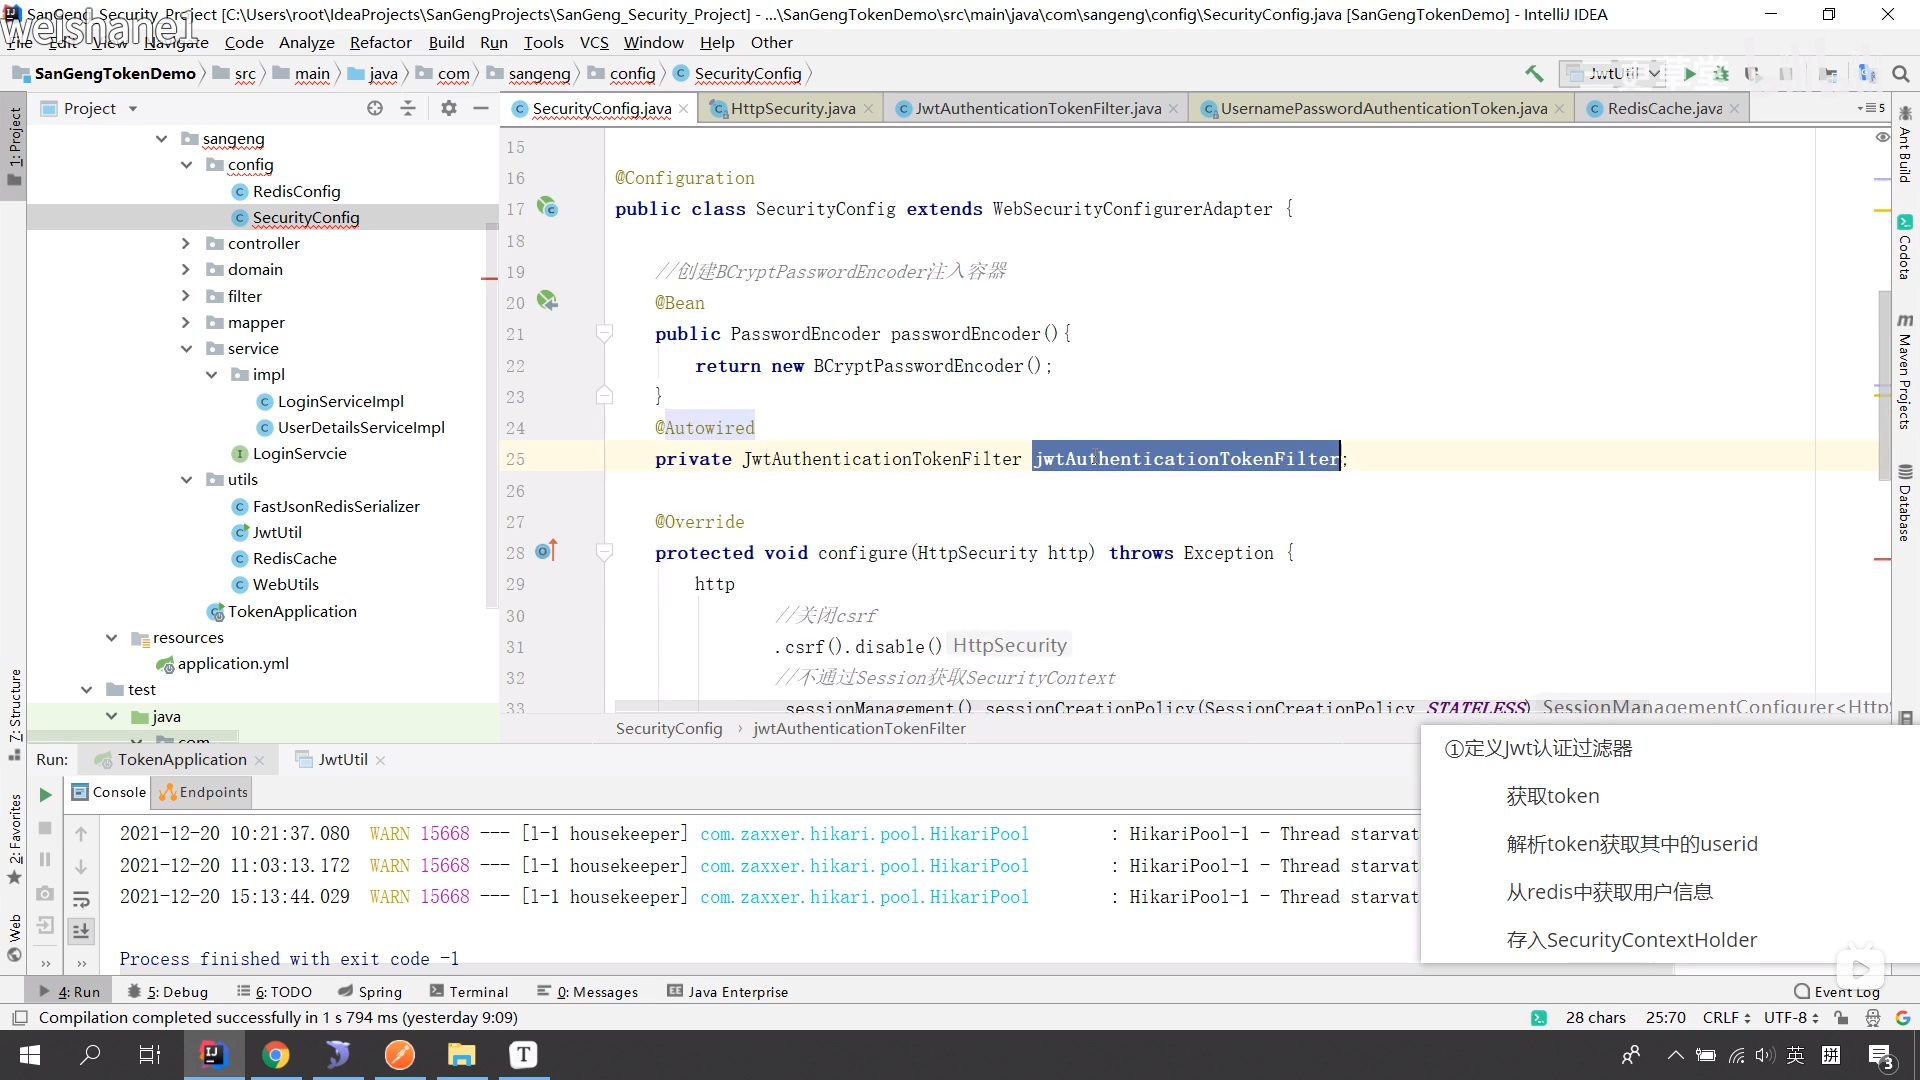 SanGeng_Security_Project [C:\Users\root\IdeaProjects\SanGengProjects\SanGeng_Security_Project] - ...\SanGengTokenDemo\src\main\java\com\sangeng\config\SecurityConfig.java [SanGengTokenDemo] - IntelliJ IDEA
weishane1
File Edit View Navigate Code Analyze Refactor Build Run Tools VCS Window Help Other
SanGengTokenDemo src main java com sangeng config SecurityConfig JwtUtil
Project
SecurityConfig.java HttpSecurity.java JwtAuthenticationTokenFilter.java UsernamePasswordAuthenticationToken.java RedisCache.java 5
1: Project
7: Structure
2: Favorites
Web
sangeng
config
RedisConfig
SecurityConfig
controller
domain
filter
mapper
service
impl
LoginServiceImpl
UserDetailsServiceImpl
LoginServcie
utils
FastJsonRedisSerializer
JwtUtil
RedisCache
WebUtils
TokenApplication
resources
application.yml
test
java
com
15
16 @Configuration
17 public class SecurityConfig extends WebSecurityConfigurerAdapter {
18
19 //创建BCryptPasswordEncoder注入容器
20 @Bean
21 public PasswordEncoder passwordEncoder(){
22 return new BCryptPasswordEncoder();
23 }
24 @Autowired
25 private JwtAuthenticationTokenFilter jwtAuthenticationTokenFilter;
26
27 @Override
28 protected void configure(HttpSecurity http) throws Exception {
29 http
30 //关闭csrf
31 .csrf().disable() HttpSecurity
32 //不通过Session获取SecurityContext
33 .sessionManagement().sessionCreationPolicy(SessionCreationPolicy.STATELESS) SessionManagementConfigurer<Http
SecurityConfig › jwtAuthenticationTokenFilter
Ant Build
Codota
Maven Projects
Database
Run: TokenApplication JwtUtil
Console Endpoints
2021-12-20 10:21:37.080 WARN 15668 --- [l-1 housekeeper] com.zaxxer.hikari.pool.HikariPool : HikariPool-1 - Thread starvat
2021-12-20 11:03:13.172 WARN 15668 --- [l-1 housekeeper] com.zaxxer.hikari.pool.HikariPool : HikariPool-1 - Thread starvat
2021-12-20 15:13:44.029 WARN 15668 --- [l-1 housekeeper] com.zaxxer.hikari.pool.HikariPool : HikariPool-1 - Thread starvat
Process finished with exit code -1
①定义Jwt认证过滤器
获取token
解析token获取其中的userid
从redis中获取用户信息
存入SecurityContextHolder
4: Run 5: Debug 6: TODO Spring Terminal 0: Messages Java Enterprise Event Log
Compilation completed successfully in 1 s 794 ms (yesterday 9:09) 28 chars 25:70 CRLF UTF-8
英 拼 3